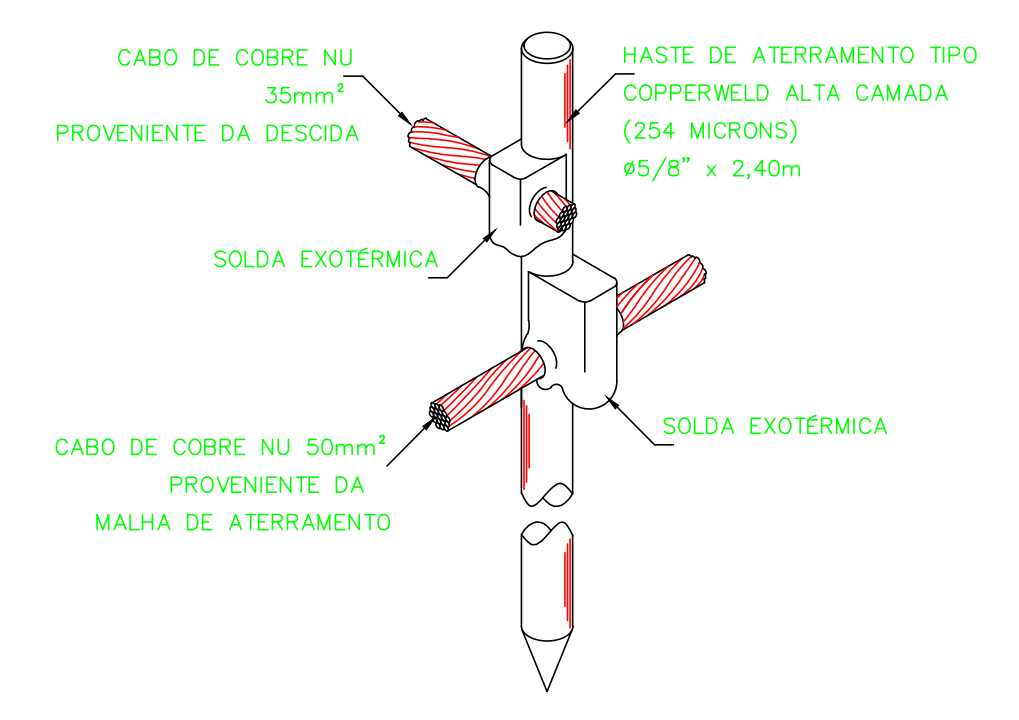 CABO DE COBRE NU
35mm²
PROVENIENTE DA DESCIDA
HASTE DE ATERRAMENTO TIPO
COPPERWELD ALTA CAMADA
(254 MICRONS)
ø5/8" x 2,40m
SOLDA EXOTÉRMICA
SOLDA EXOTÉRMICA
CABO DE COBRE NU 50mm²
PROVENIENTE DA
MALHA DE ATERRAMENTO